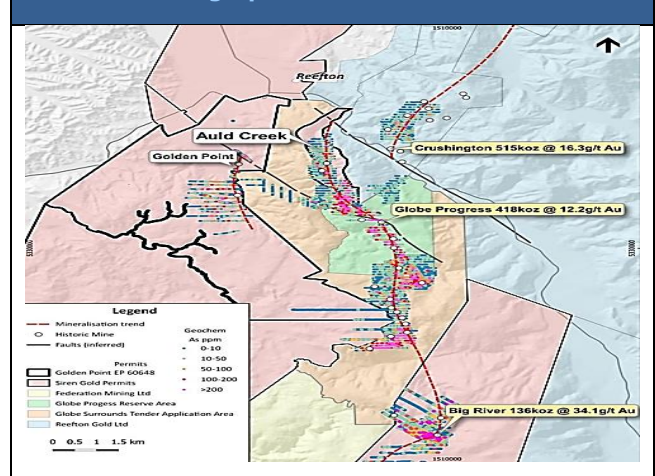 1510000
Reefton
Auld Creek
Golden Point
Crushington 515koz @ 16.3g/t Au
Globe Progress 418koz @ 12.2g/t Au
Legend
Mineralisation trend
Historic Mine
Faults (inferred)
Permits
Golden Point EP 60648
Siren Gold Permits
Federation Mining Ltd
Globe Progess Reserve Area
Globe Surrounds Tender Application Area
Reefton Gold Ltd
0 0.5 1 1.5 km
Geochem
As ppm
0-10
10-50
50-100
100-200
>200
Big River 136koz @ 34.1g/t Au
1510000